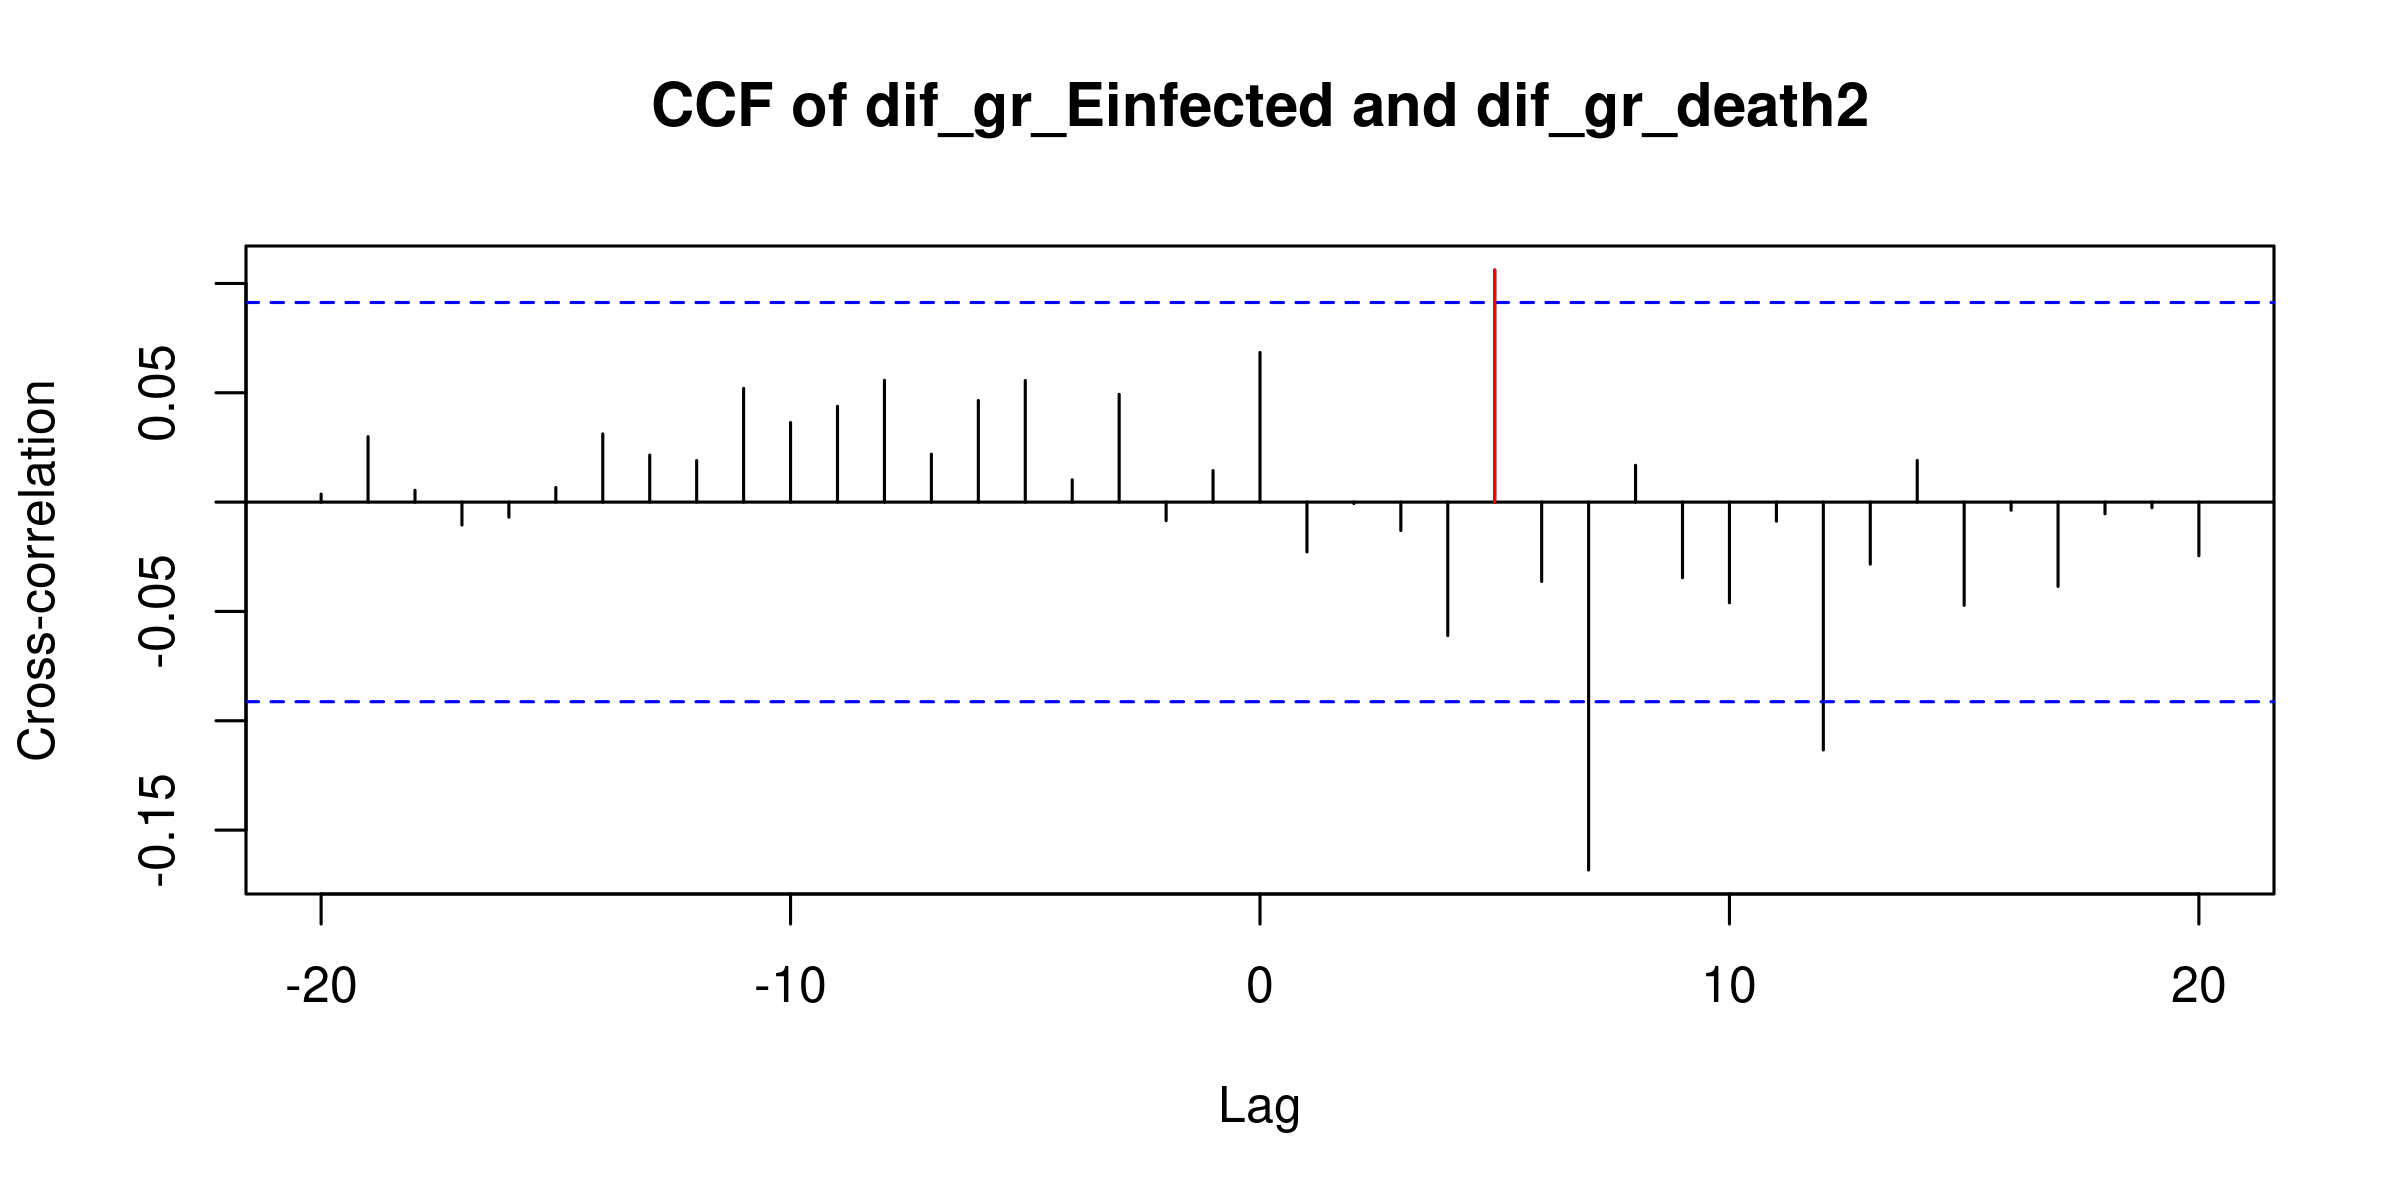 CCF of dif_gr_Einfected and dif_gr_death2
Cross-correlation
0.05
-0.05
-0.15
-20
-10
0
10
20
Lag